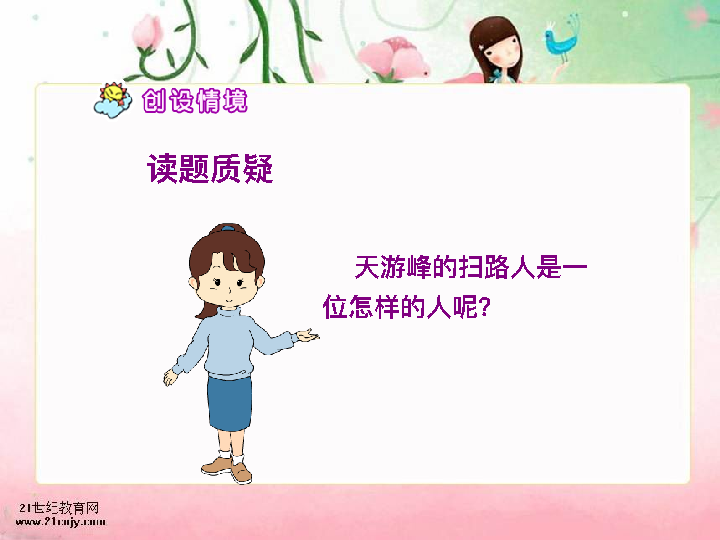 创设情境
读题质疑
天游峰的扫路人是一
位怎样的人呢?
21世纪教育网
www.21cnjy.com